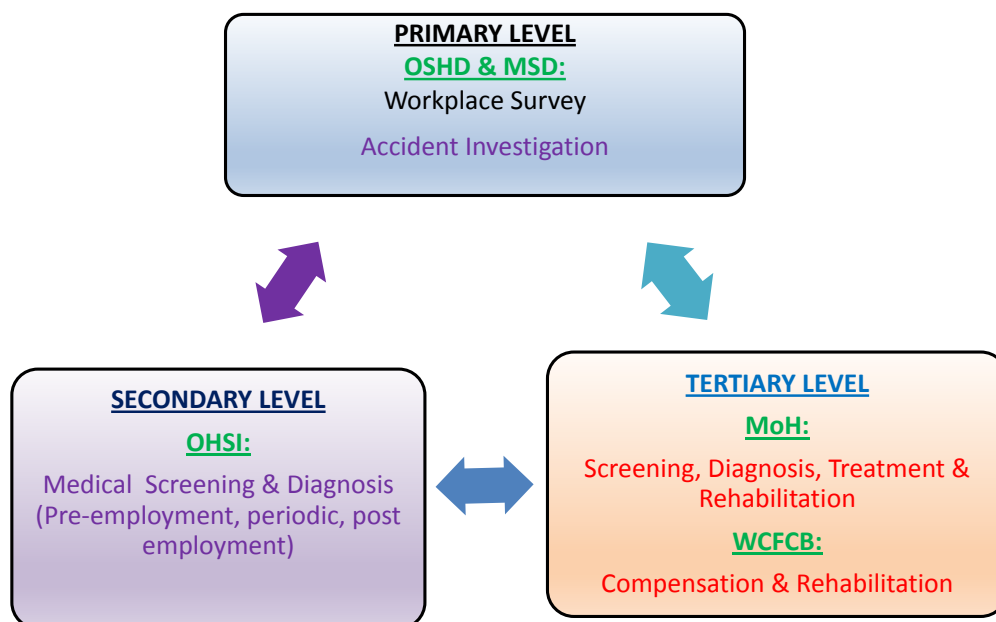 PRIMARY LEVEL
OSHD & MSD:
Workplace Survey
Accident Investigation
SECONDARY LEVEL
OHSI:
Medical Screening & Diagnosis
(Pre-employment, periodic, post
employment)
TERTIARY LEVEL
MoH:
Screening, Diagnosis, Treatment &
Rehabilitation
WCFCB:
Compensation & Rehabilitation